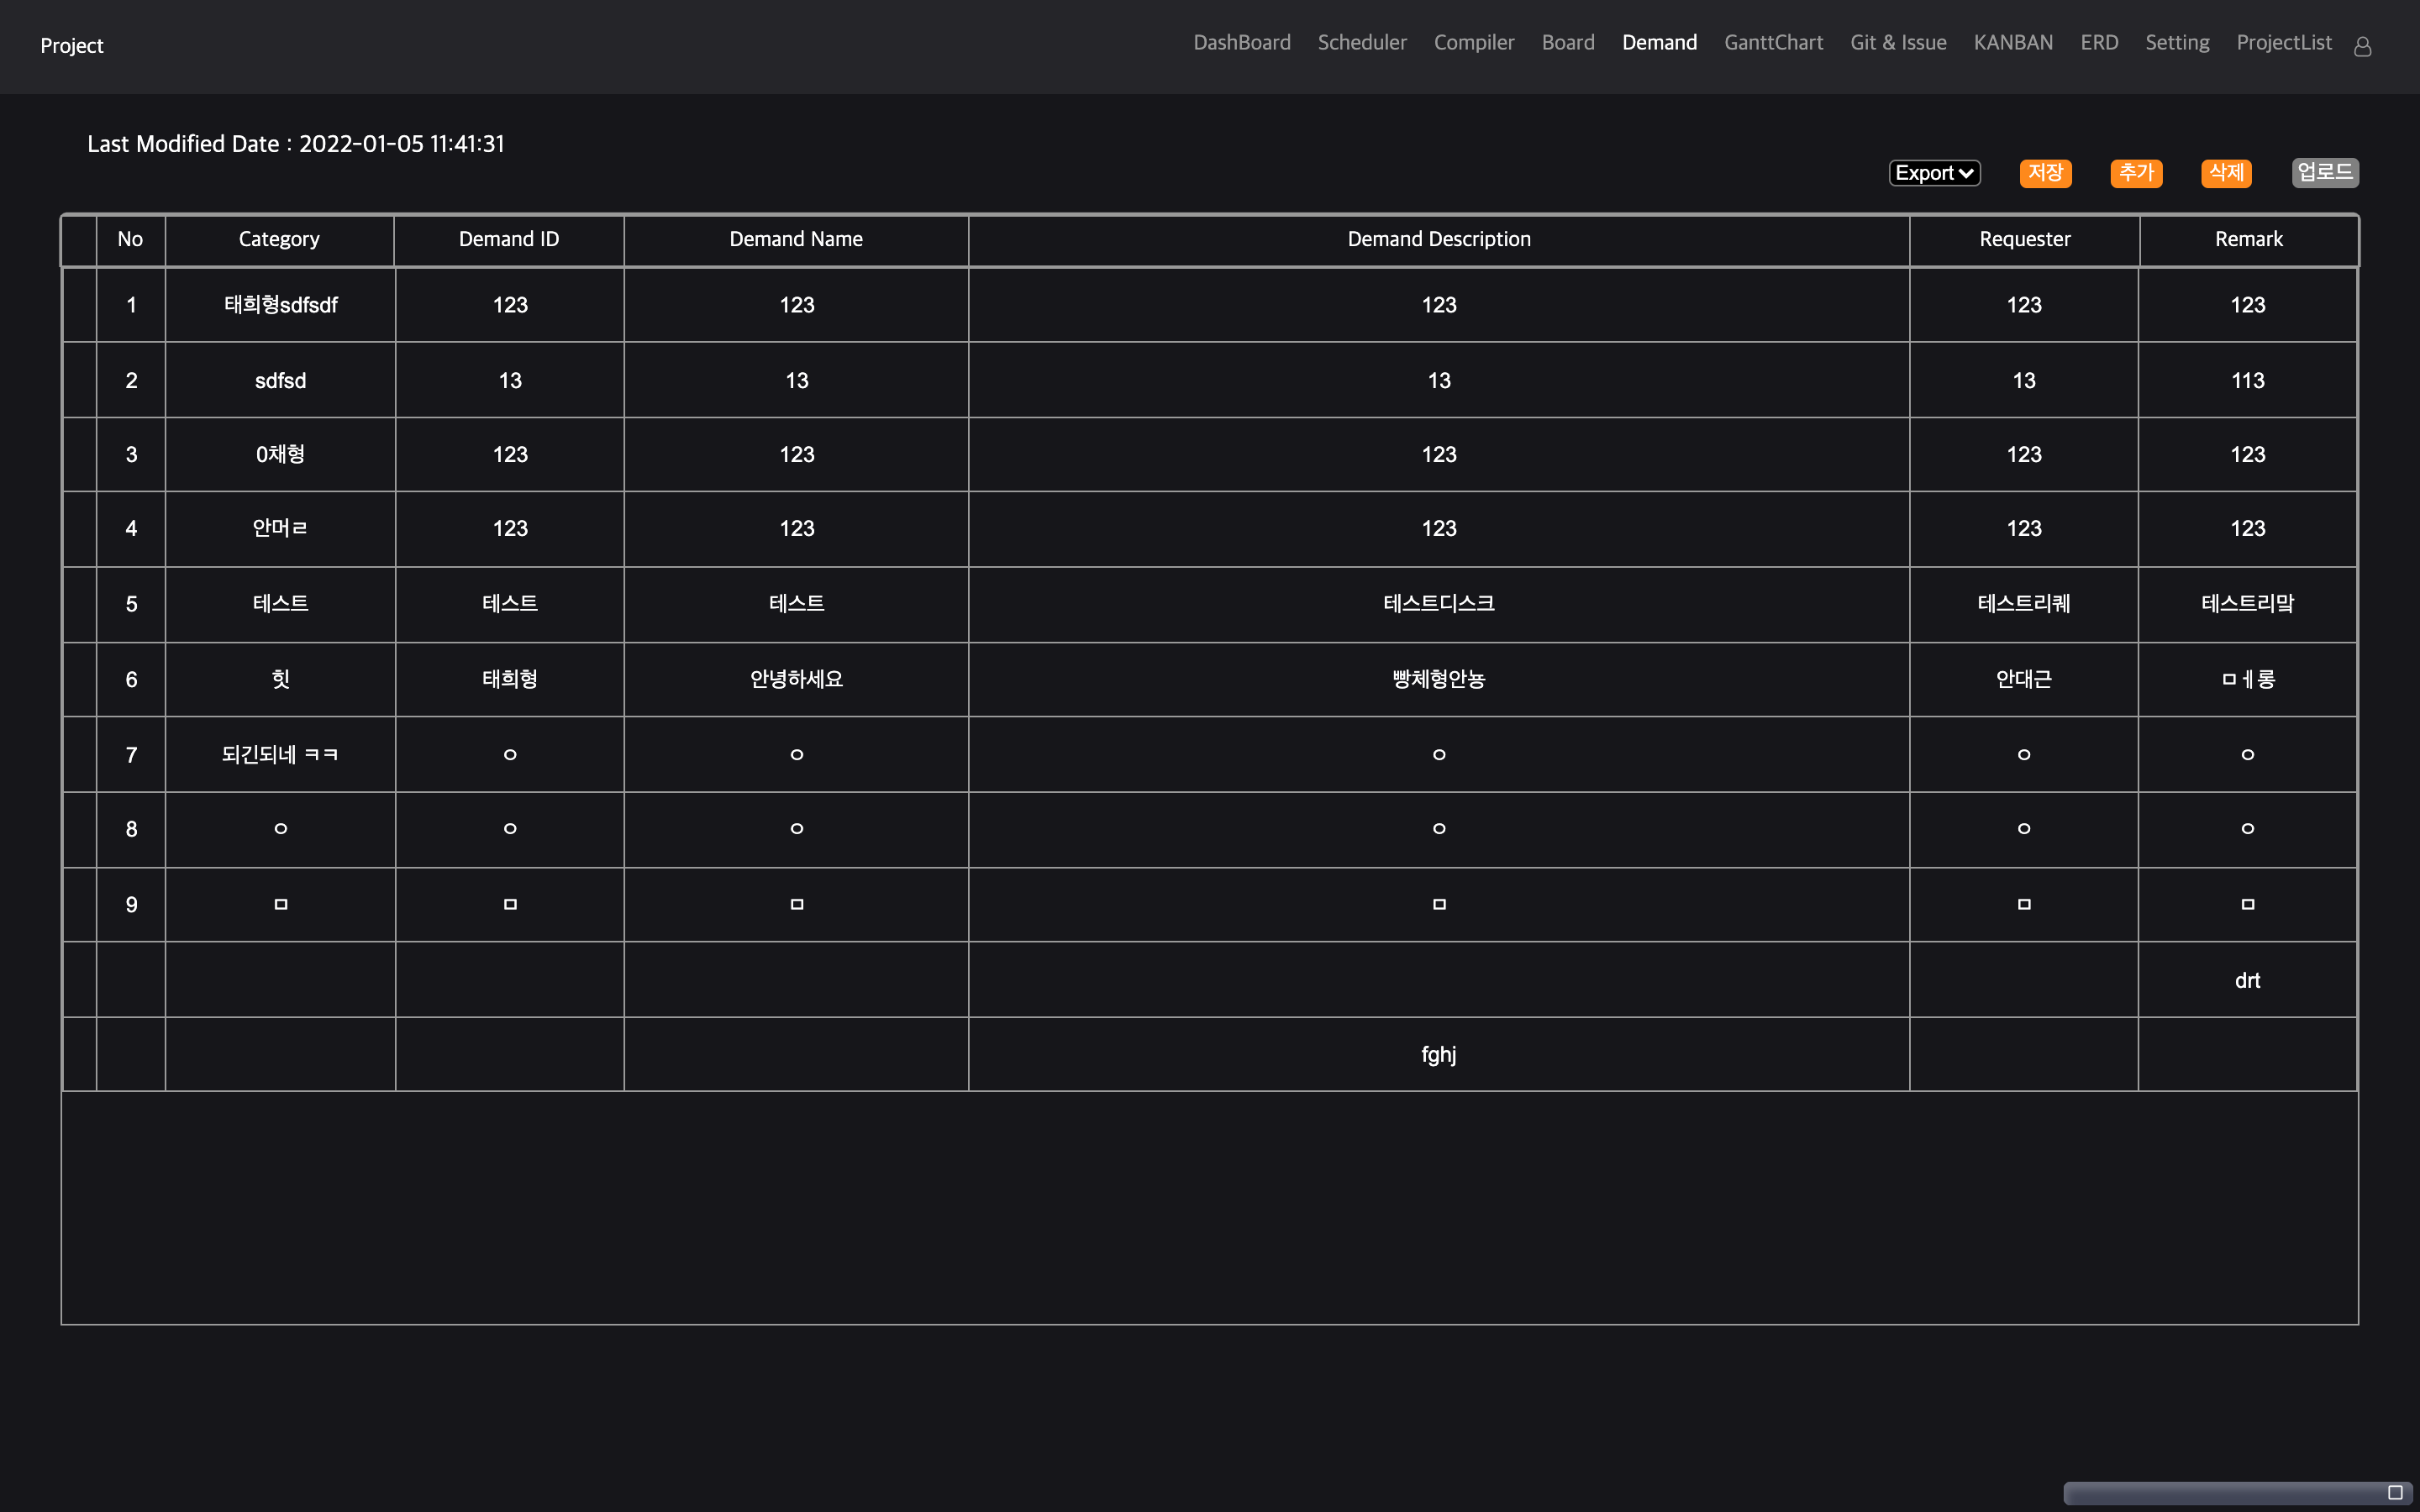 Project
DashBoard Scheduler Compiler Board Demand GanttChart Git & Issue KANBAN ERD Setting ProjectList
Last Modified Date : 2022-01-05 11:41:31
Export 저장 추가 삭제 업로드
No Category Demand ID Demand Name Demand Description Requester Remark
1 태희형sdfsdf 123 123 123 123 123
2 sdfsd 13 13 13 13 113
3 0채형 123 123 123 123 123
4 안머ㄹ 123 123 123 123 123
5 테스트 테스트 테스트 테스트디스크 테스트리퀘 테스트리맠
6 힛 태희형 안녕하세요 빵체형안뇽 안대근 ㅁㅔ롱
7 되긴되네 ㅋㅋ ㅇ ㅇ ㅇ ㅇ ㅇ
8 ㅇ ㅇ ㅇ ㅇ ㅇ ㅇ
9 ㅁ ㅁ ㅁ ㅁ ㅁ ㅁ
drt
fghj